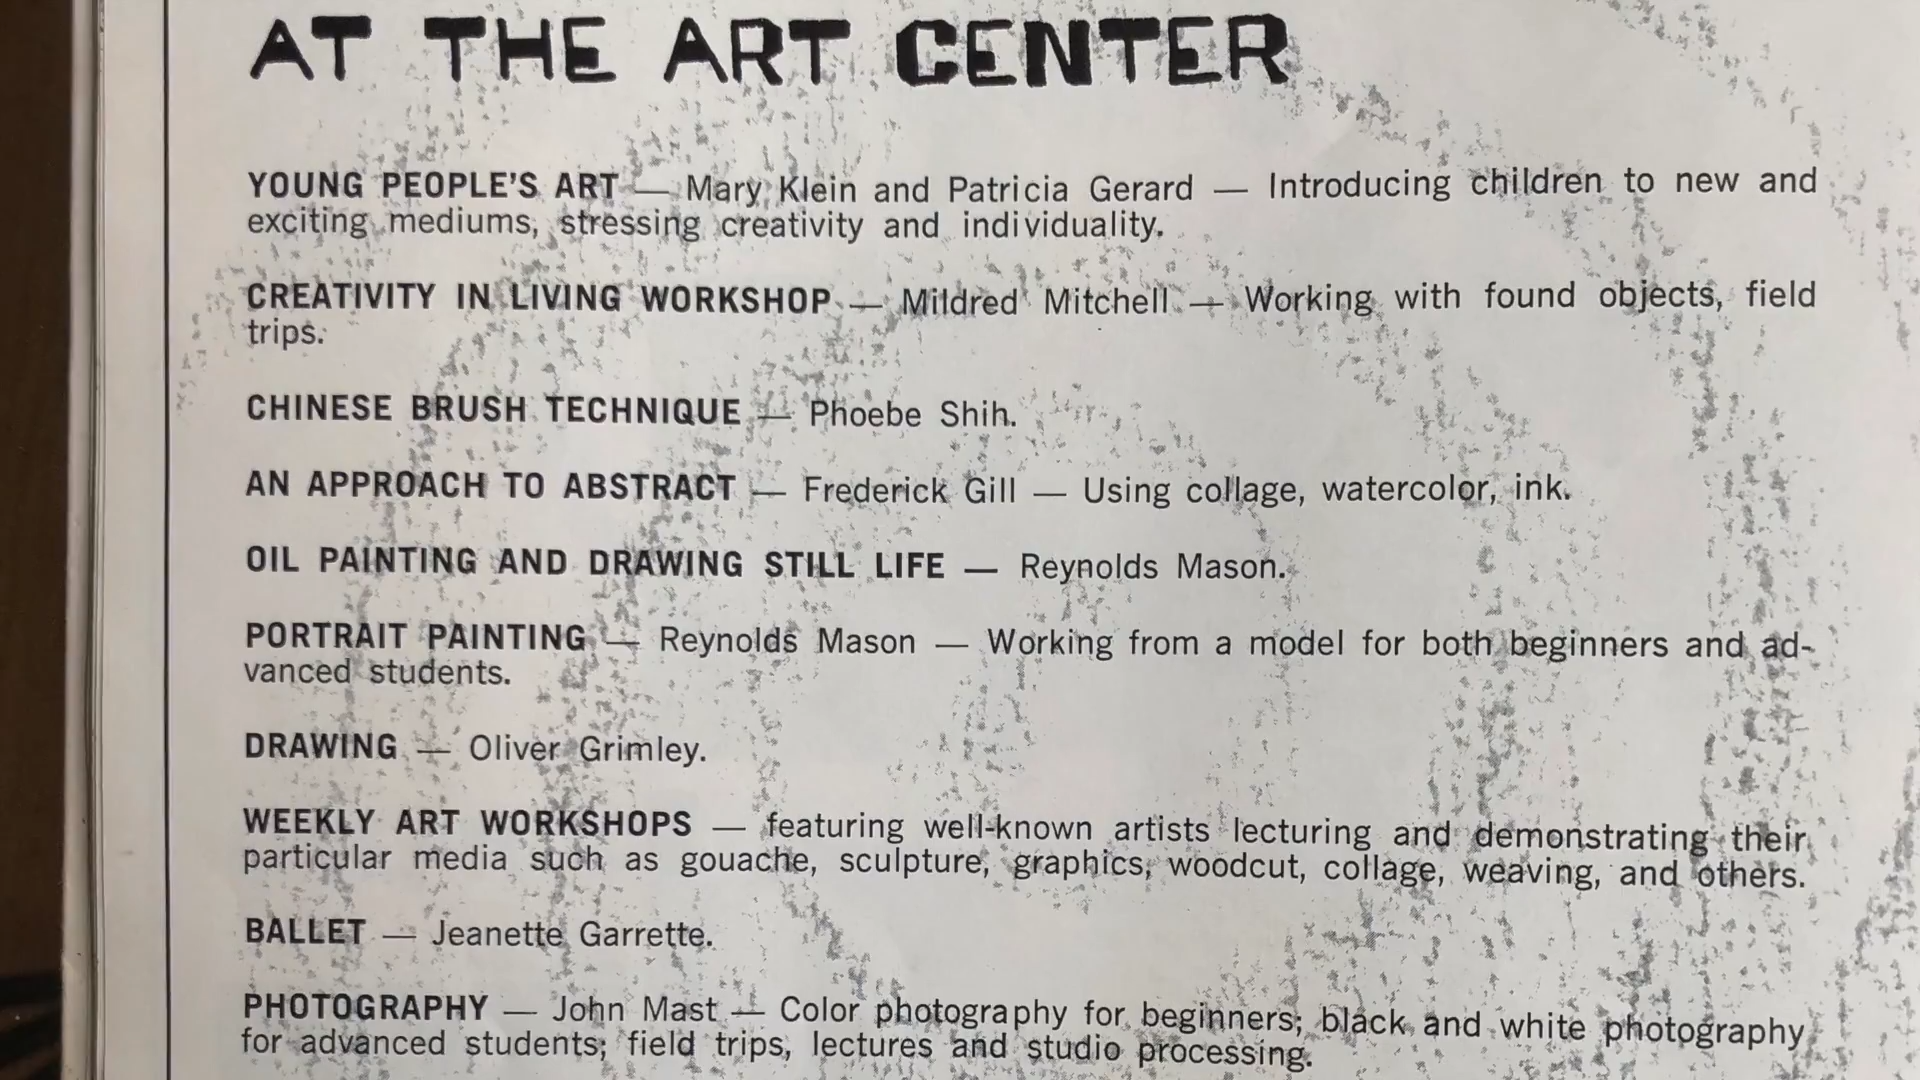 AT THE ART CENTER
YOUNG PEOPLE'S ART — Mary Klein and Patricia Gerard — Introducing children to new and
exciting mediums, stressing creativity and individuality.
CREATIVITY IN LIVING WORKSHOP — Mildred Mitchell — Working with found objects, field
trips.
CHINESE BRUSH TECHNIQUE — Phoebe Shih.
AN APPROACH TO ABSTRACT — Frederick Gill — Using collage, watercolor, ink.
OIL PAINTING AND DRAWING STILL LIFE — Reynolds Mason.
PORTRAIT PAINTING — Reynolds Mason — Working from a model for both beginners and ad-
vanced students.
DRAWING — Oliver Grimley.
WEEKLY ART WORKSHOPS — featuring well-known artists lecturing and demonstrating their
particular media such as gouache, sculpture, graphics, woodcut, collage, weaving, and others.
BALLET — Jeanette Garrette.
PHOTOGRAPHY — John Mast — Color photography for beginners; black and white photography
for advanced students; field trips, lectures and studio processing.